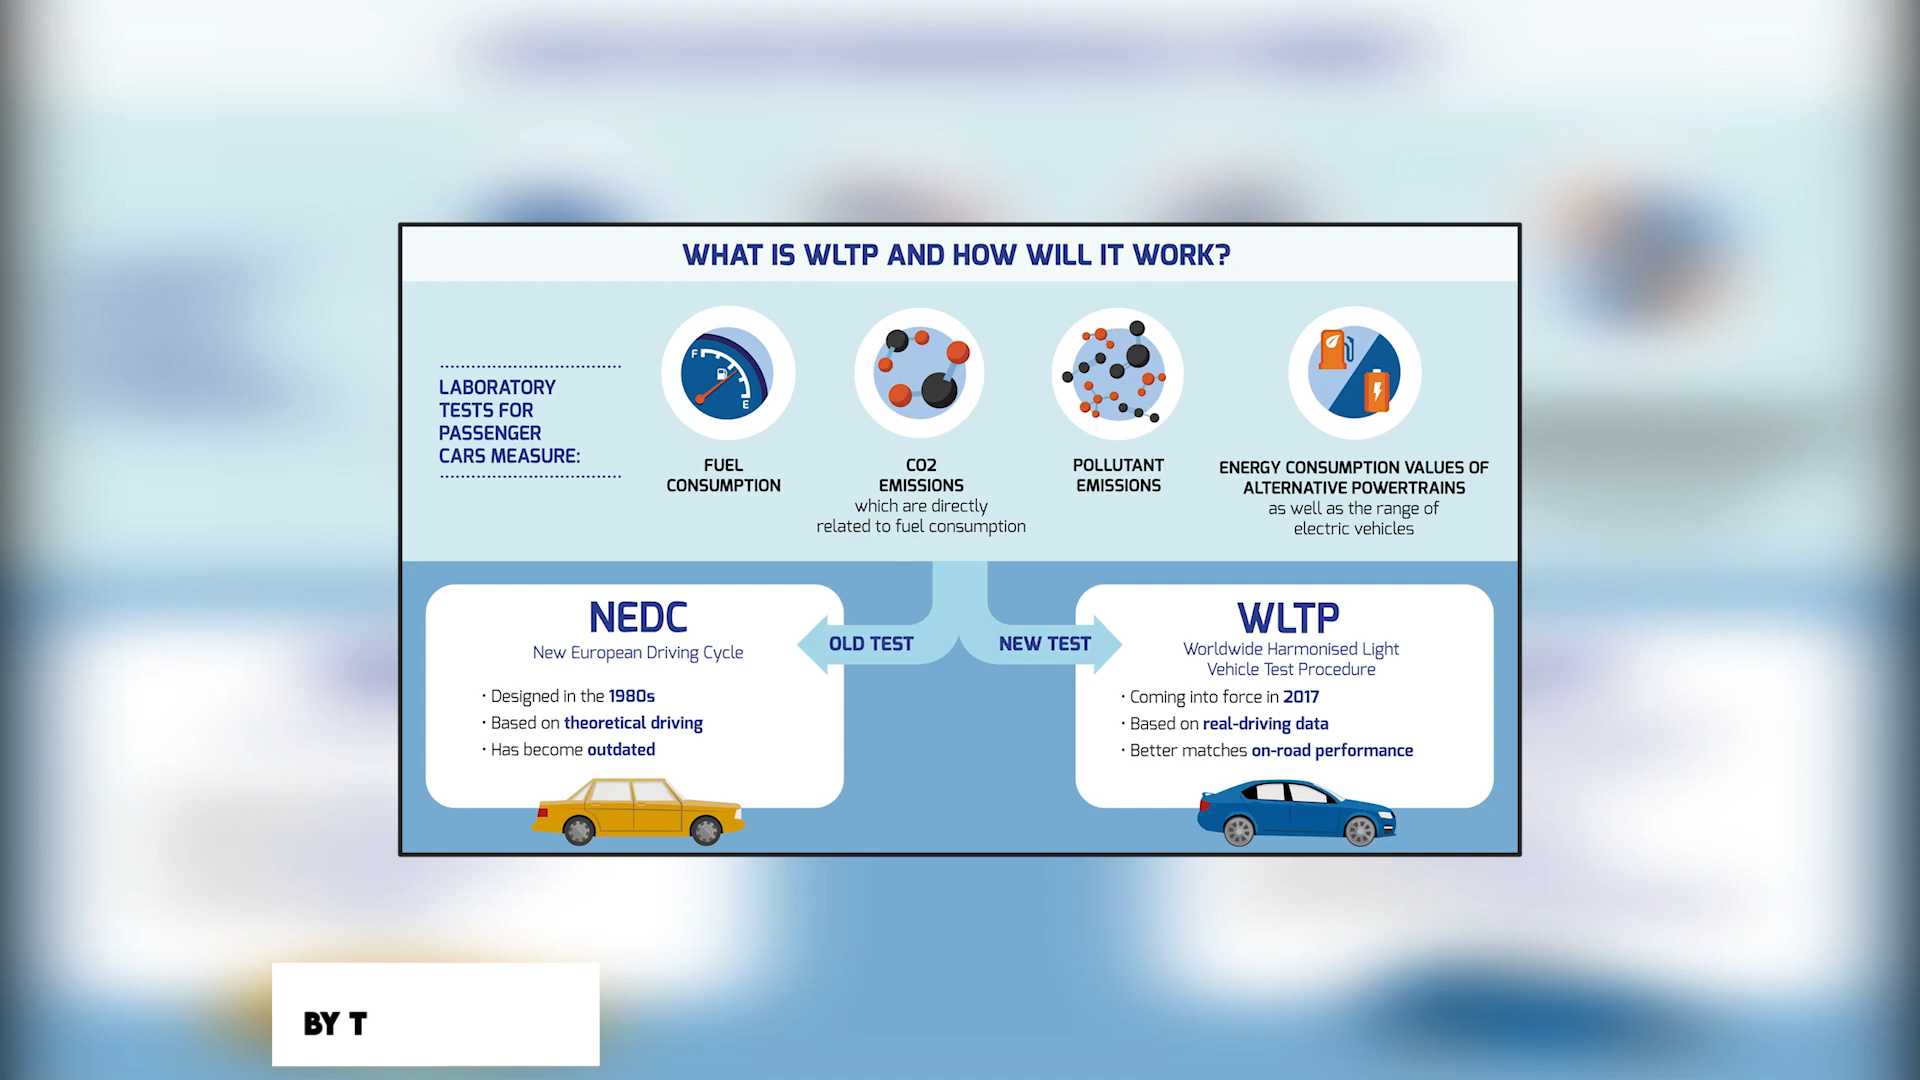 WHAT IS WLTP AND HOW WILL IT WORK?
LABORATORY
TESTS FOR
PASSENGER
CARS MEASURE:
F
E
FUEL
CONSUMPTION
CO2
EMISSIONS
which are directly
related to fuel consumption
POLLUTANT
EMISSIONS
ENERGY CONSUMPTION VALUES OF
ALTERNATIVE POWERTRAINS
as well as the range of
electric vehicles
OLD TEST
NEW TEST
NEDC
New European Driving Cycle
· Designed in the 1980s
· Based on theoretical driving
· Has become outdated
WLTP
Worldwide Harmonised Light
Vehicle Test Procedure
· Coming into force in 2017
· Based on real-driving data
· Better matches on-road performance
BY T